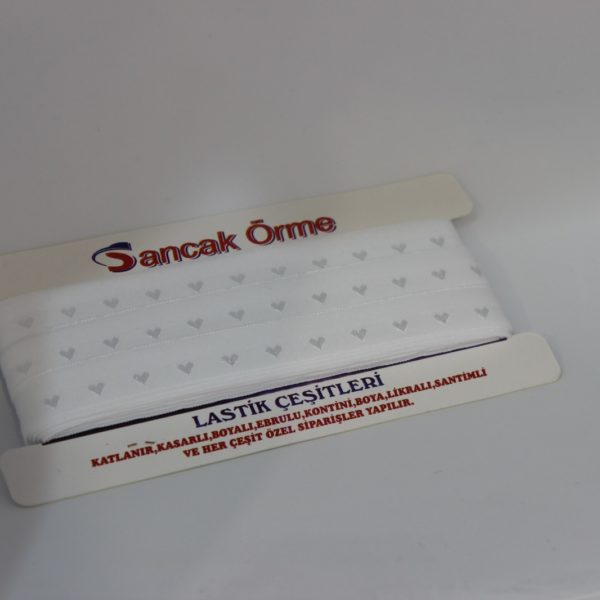 Sancak Örme
LASTİK ÇEŞİTLERİ
KATLANIR,KASARLI,BOYALI,EBRULU,KONTİNİ,BOYA,LİKRALI,SANTİMLİ
VE HER ÇEŞİT ÖZEL SİPARİŞLER YAPILIR.